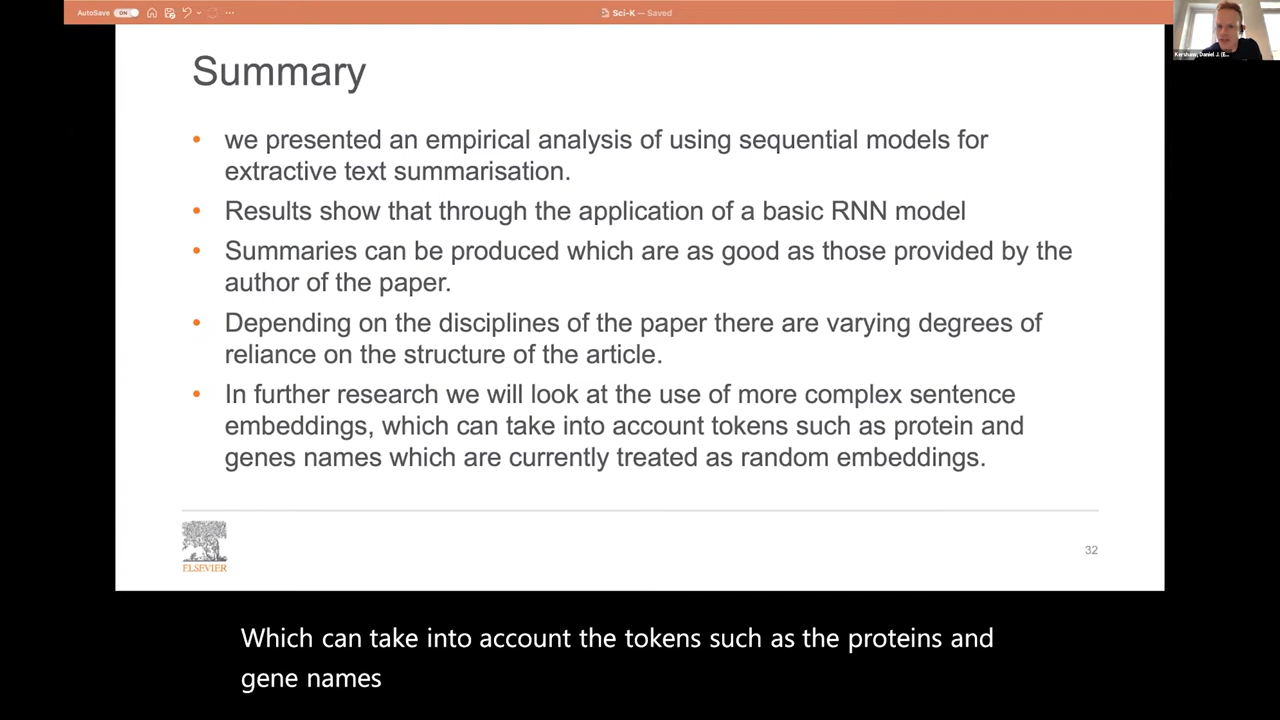 AutoSave ON
Sci-K — Saved
Summary
• we presented an empirical analysis of using sequential models for
extractive text summarisation.
• Results show that through the application of a basic RNN model
• Summaries can be produced which are as good as those provided by the
author of the paper.
• Depending on the disciplines of the paper there are varying degrees of
reliance on the structure of the article.
• In further research we will look at the use of more complex sentence
embeddings, which can take into account tokens such as protein and
genes names which are currently treated as random embeddings.
ELSEVIER
32
Which can take into account the tokens such as the proteins and
gene names